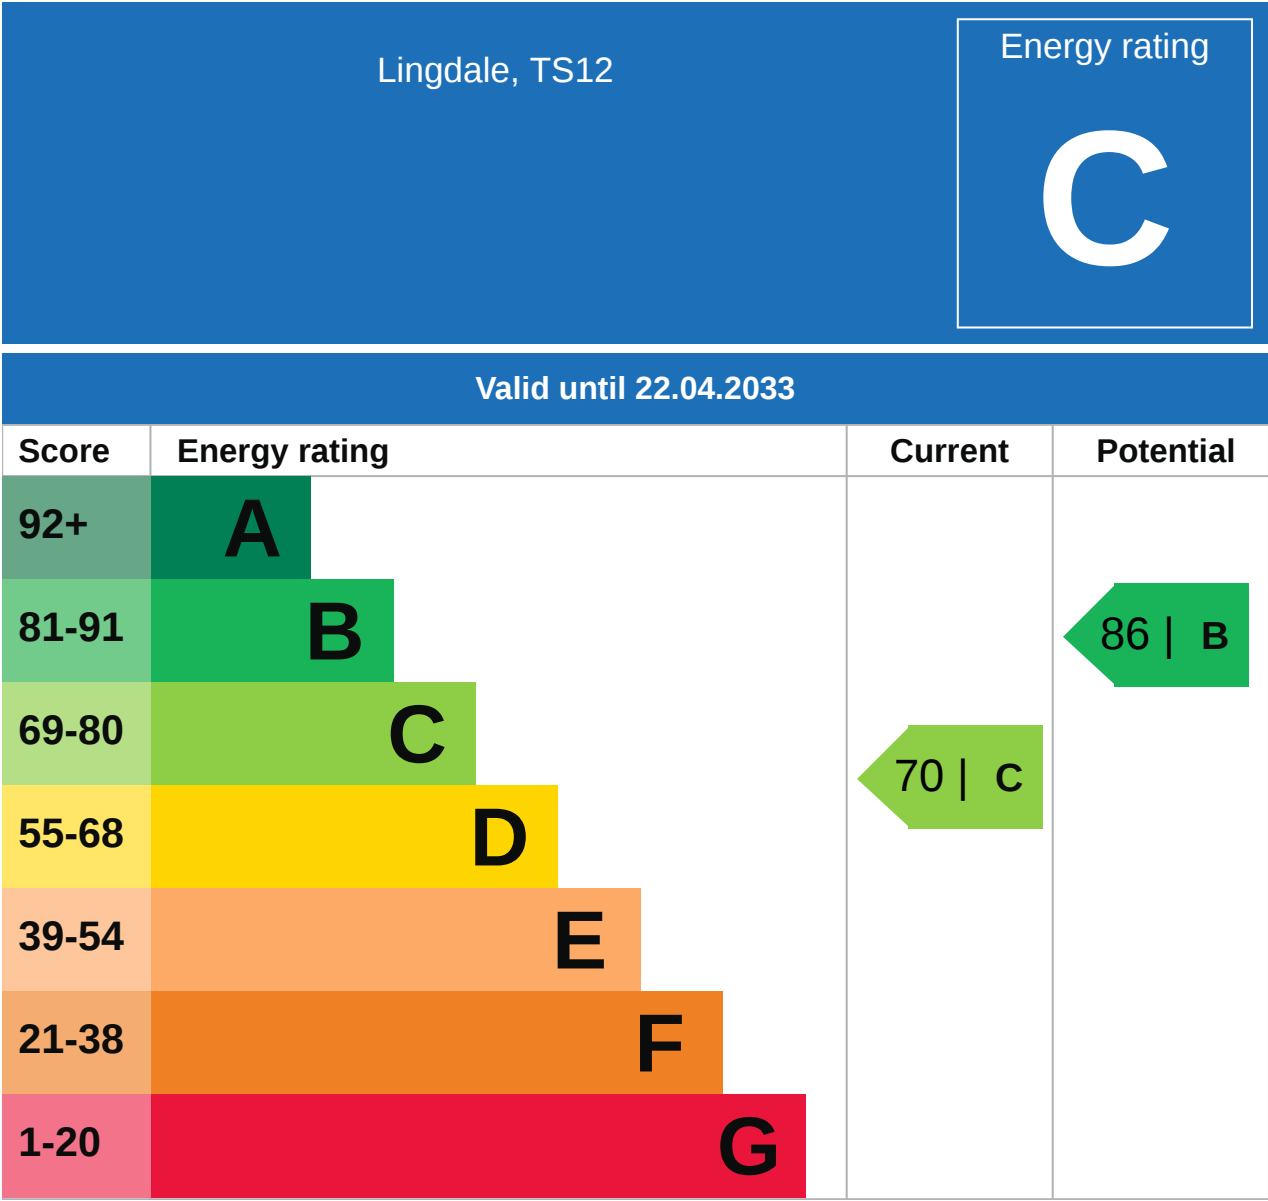 Lingdale, TS12
Energy rating
C
Valid until 22.04.2033
Score Energy rating Current Potential
92+ A
81-91 B
86 | B
69-80 C
70 | C
55-68 D
39-54 E
21-38 F
1-20 G